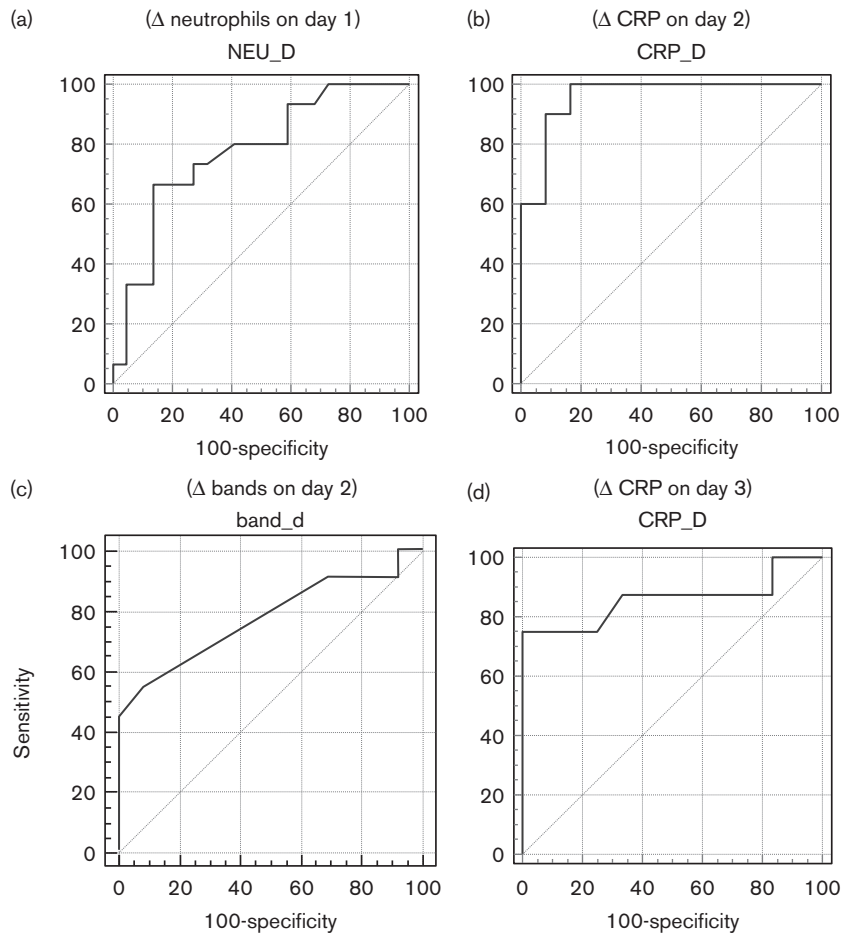 (a) (Δ neutrophils on day 1)
NEU_D
100
80
60
40
20
0
0 20 40 60 80 100
100-specificity
(b) (Δ CRP on day 2)
CRP_D
100
80
60
40
20
0
0 20 40 60 80 100
100-specificity
(c) (Δ bands on day 2)
band_d
Sensitivity
100
80
60
40
20
0
0 20 40 60 80 100
100-specificity
(d) (Δ CRP on day 3)
CRP_D
100
80
60
40
20
0
0 20 40 60 80 100
100-specificity